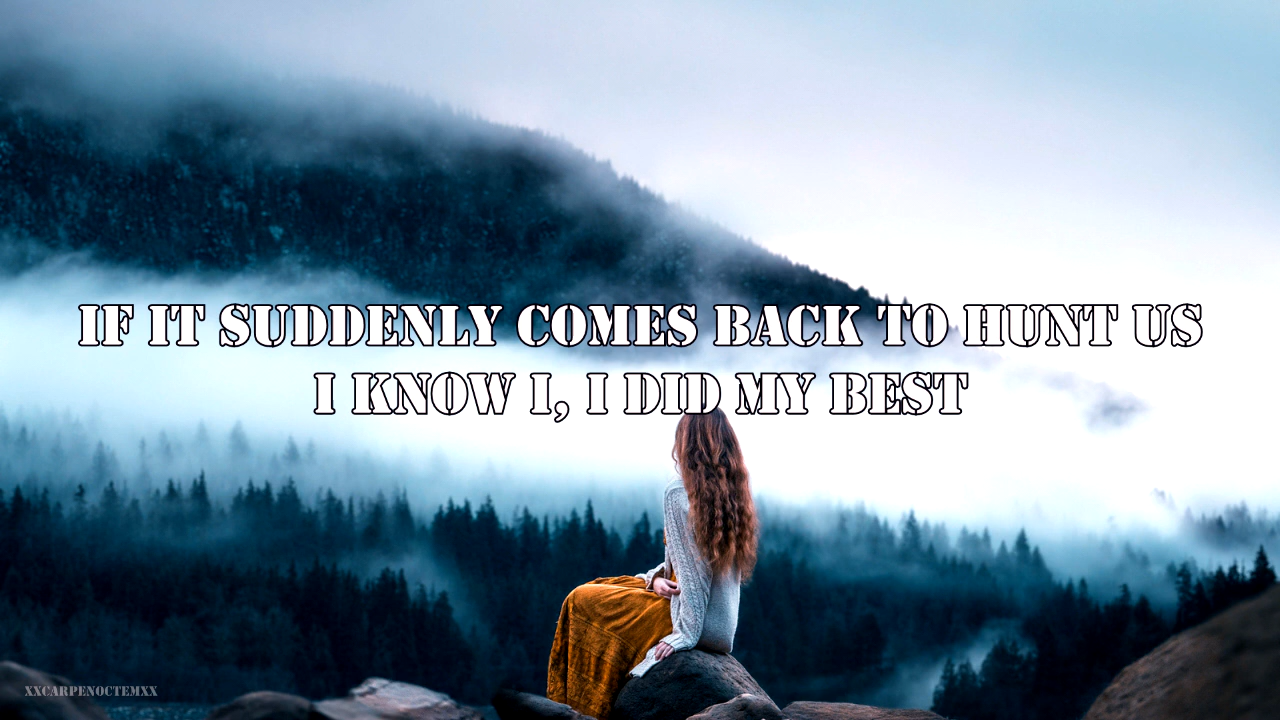 IF IT SUDDENLY COMES BACK TO HUNT US
I KNOW I, I DID MY BEST
XXCARPENOCTEMXX